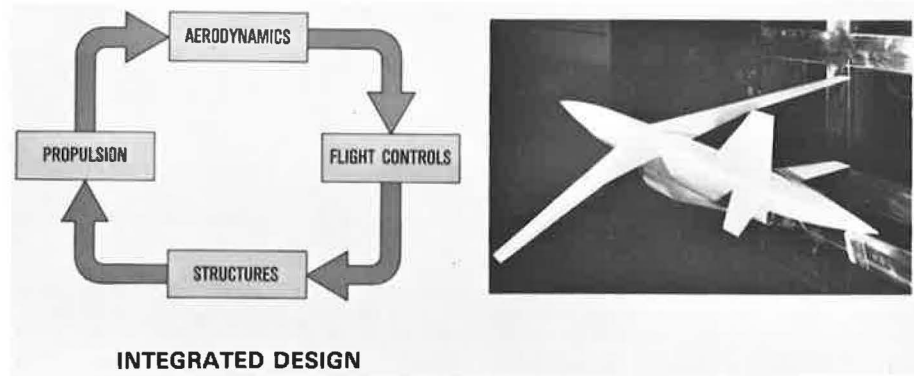 AERODYNAMICS
PROPULSION
FLIGHT CONTROLS
STRUCTURES
INTEGRATED DESIGN